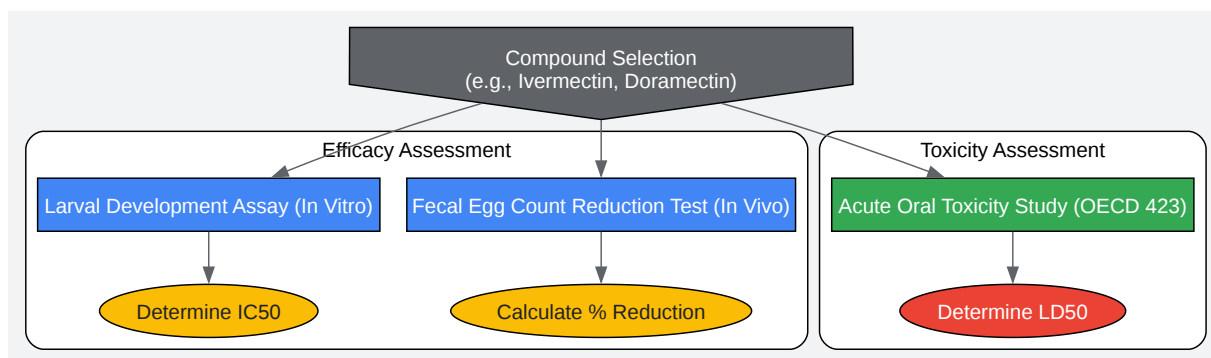 Compound Selection
(e.g., Ivermectin, Doramectin)
Efficacy Assessment
Toxicity Assessment
Larval Development Assay (In Vitro)
Fecal Egg Count Reduction Test (In Vivo)
Acute Oral Toxicity Study (OECD 423)
Determine IC50
Calculate % Reduction
Determine LD50